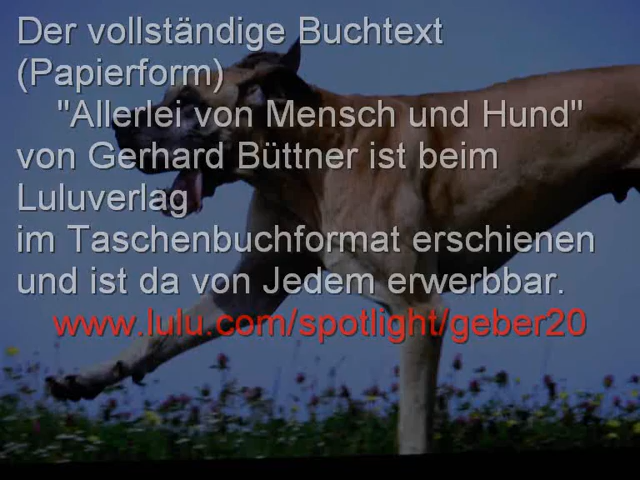 Der vollständige Buchtext
(Papierform)
"Allerlei von Mensch und Hund"
von Gerhard Büttner ist beim
Luluverlag
im Taschenbuchformat erschienen
und ist da von Jedem erwerbbar.
www.lulu.com/spotlight/geber20